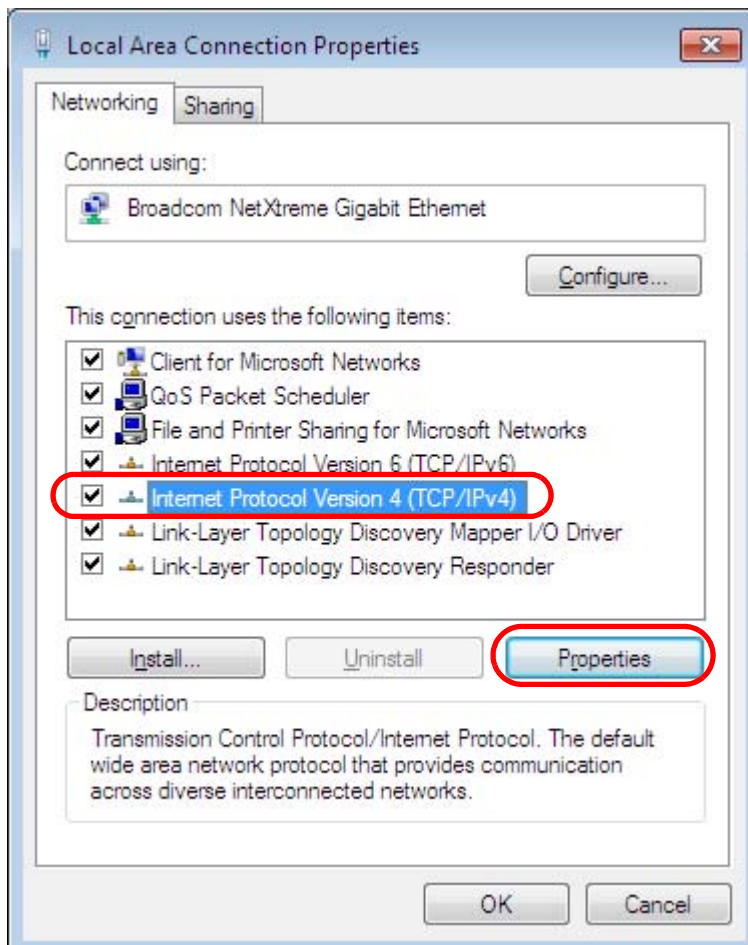 Local Area Connection Properties
Networking
Sharing
Connect using:
Broadcom NetXtreme Gigabit Ethernet
Configure...
This connection uses the following items:
Client for Microsoft Networks
QoS Packet Scheduler
File and Printer Sharing for Microsoft Networks
Internet Protocol Version 6 (TCP/IPv6)
Internet Protocol Version 4 (TCP/IPv4)
Link-Layer Topology Discovery Mapper I/O Driver
Link-Layer Topology Discovery Responder
Install...
Uninstall
Properties
Description
Transmission Control Protocol/Internet Protocol. The default
wide area network protocol that provides communication
across diverse interconnected networks.
OK
Cancel